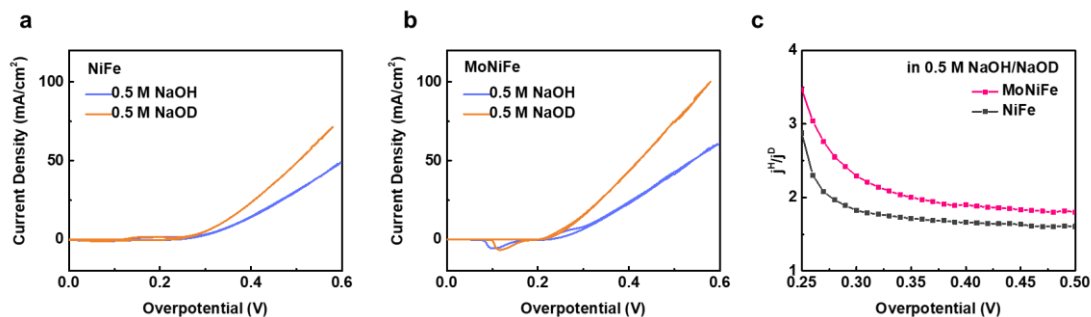 a
NiFe
0.5 M NaOH
0.5 M NaOD
Current Density (mA/cm²)
100
50
0
0.0 0.2 0.4 0.6
Overpotential (V)
b
MoNiFe
0.5 M NaOH
0.5 M NaOD
Current Density (mA/cm²)
100
50
0
0.0 0.2 0.4 0.6
Overpotential (V)
c
in 0.5 M NaOH/NaOD
MoNiFe
NiFe
jᴴ/jᴰ
4
3
2
1
0.25 0.30 0.35 0.40 0.45 0.50
Overpotential (V)